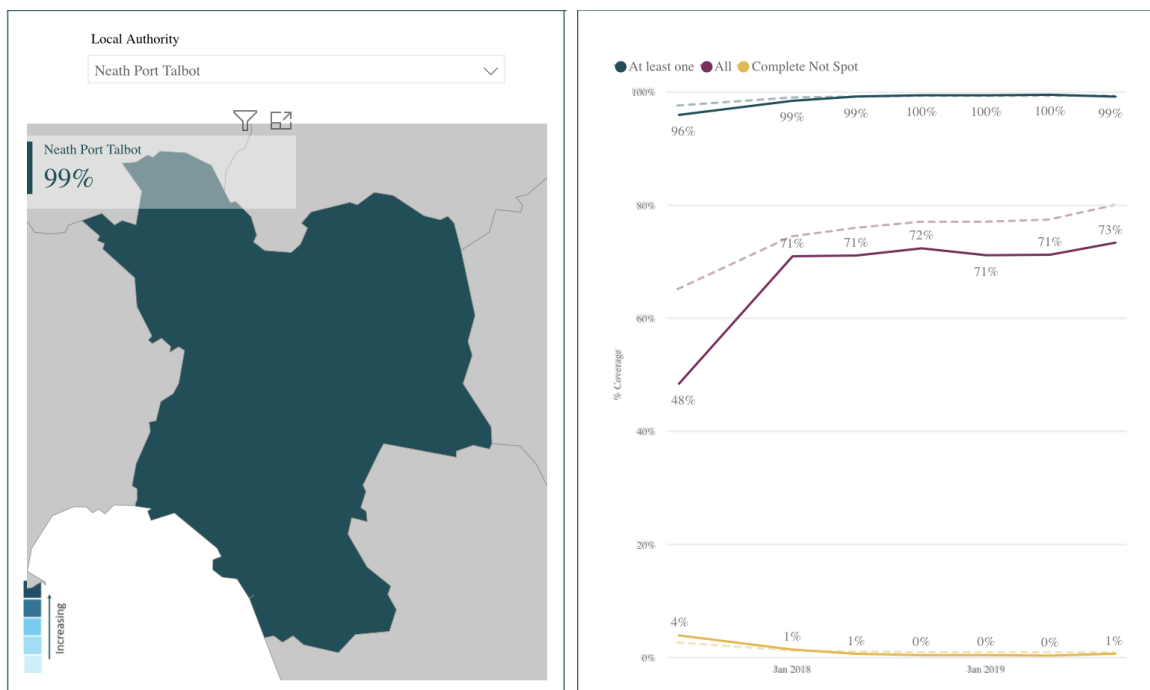 Local Authority
Neath Port Talbot
Neath Port Talbot
99%
Increasing
At least one All Complete Not Spot
100%
96% 99% 99% 100% 100% 100% 99%
80%
71% 71% 72% 71% 71% 73%
60%
% Coverage
48%
40%
20%
4% 1% 1% 0% 0% 0% 1%
0%
Jan 2018 Jan 2019